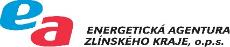 ea
ENERGETICKÁ AGENTURA
ZLÍNSKÉHO KRAJE, o.p.s.